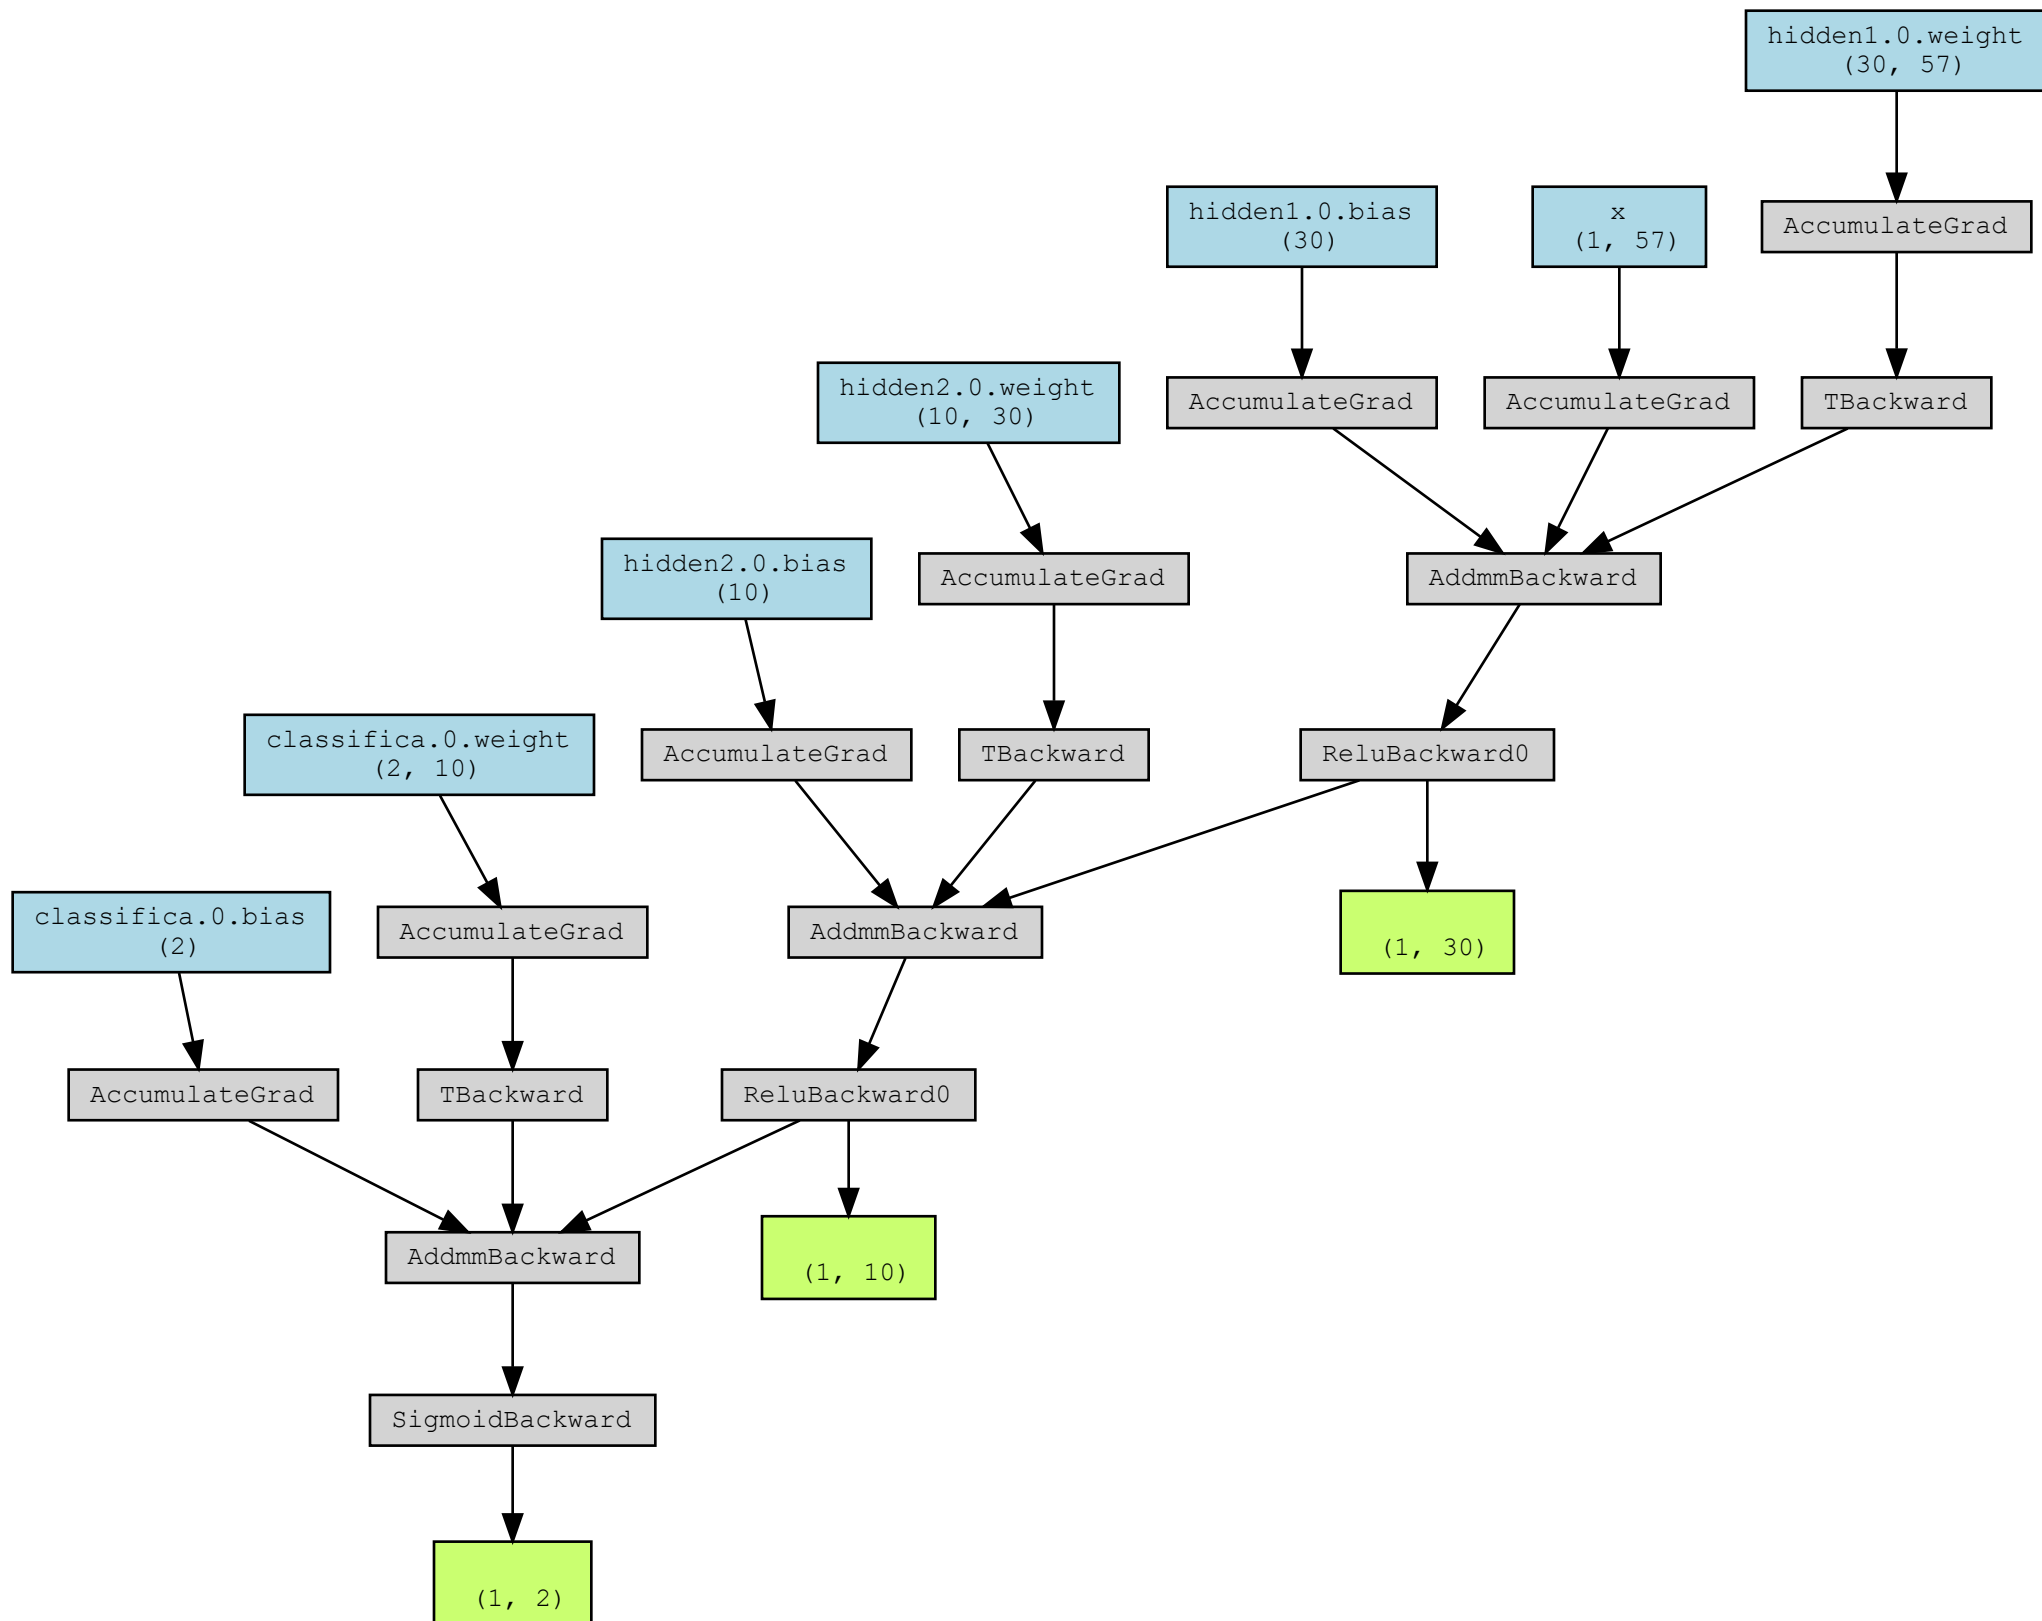 hidden1.0.weight
(30, 57)
hidden1.0.bias
(30)
x
(1, 57)
AccumulateGrad
hidden2.0.weight
(10, 30)
AccumulateGrad
AccumulateGrad
TBackward
hidden2.0.bias
(10)
AccumulateGrad
AddmmBackward
classifica.0.weight
(2, 10)
AccumulateGrad
TBackward
ReluBackward0
classifica.0.bias
(2)
AccumulateGrad
AddmmBackward
(1, 30)
AccumulateGrad
TBackward
ReluBackward0
AddmmBackward
(1, 10)
SigmoidBackward
(1, 2)